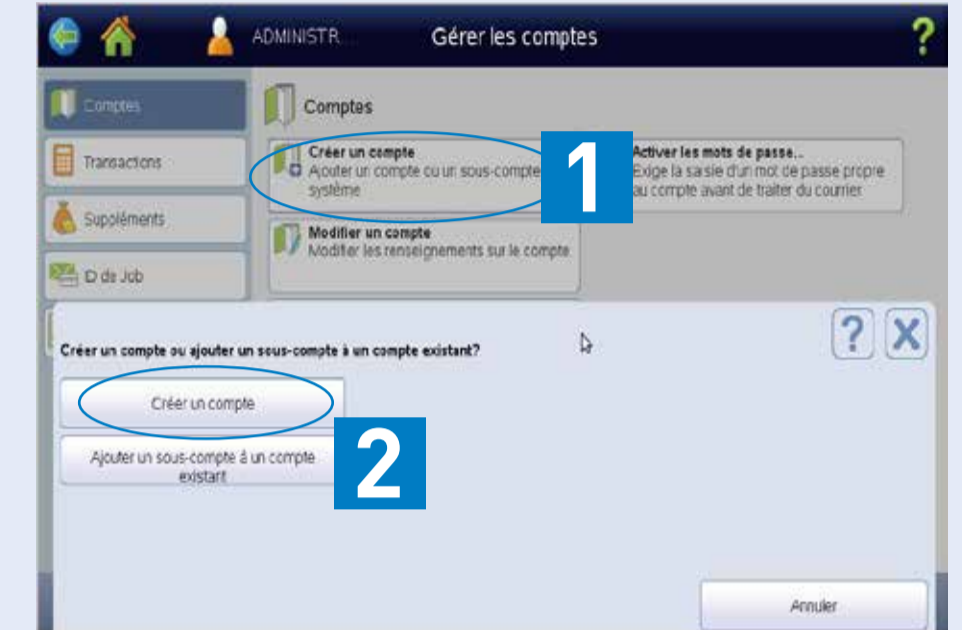 ADMINISTR...
Gérer les comptes
?
Comptes
Transactions
Suppléments
ID de Job
Comptes
Créer un compte
Ajouter un compte ou un sous-compte
système
1
Activer les mots de passe...
Exige la saisie d'un mot de passe propre
au compte avant de traiter du courrier
Modifier un compte
Modifier les renseignements sur le compte
? X
Créer un compte ou ajouter un sous-compte à un compte existant?
Créer un compte
Ajouter un sous-compte à un compte
existant
2
Annuler